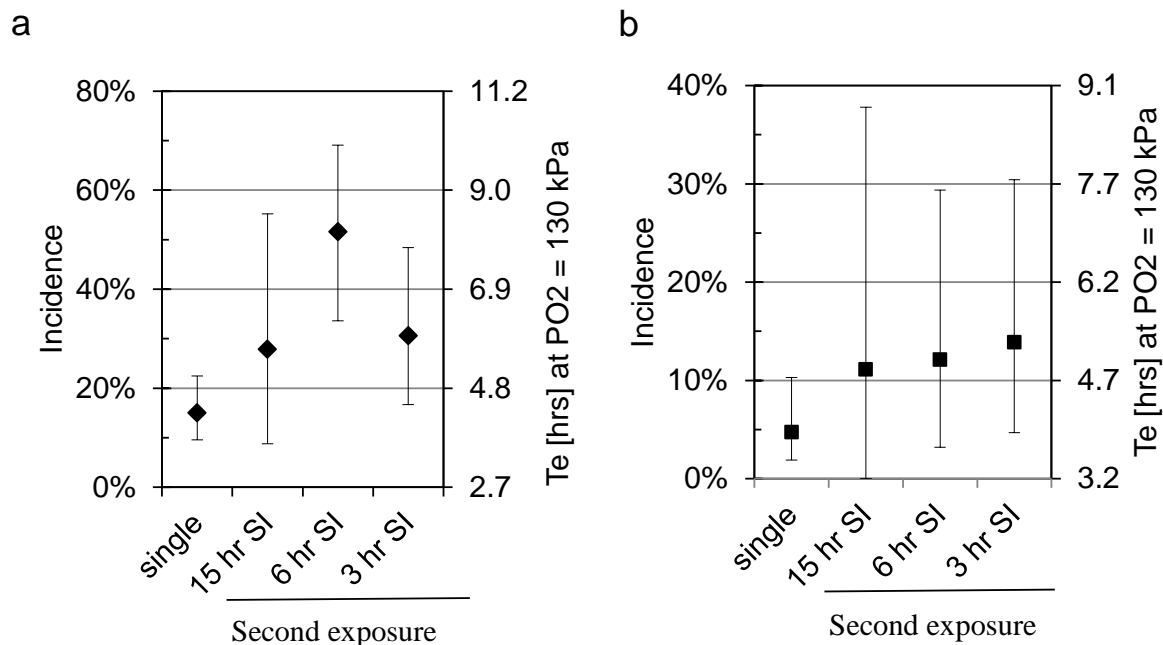 a
80%
60%
40%
20%
0%
Incidence
11.2
9.0
6.9
4.8
2.7
Te [hrs] at PO2 = 130 kPa
single
15 hr SI
6 hr SI
3 hr SI
Second exposure
b
40%
30%
20%
10%
0%
Incidence
9.1
7.7
6.2
4.7
3.2
Te [hrs] at PO2 = 130 kPa
single
15 hr SI
6 hr SI
3 hr SI
Second exposure